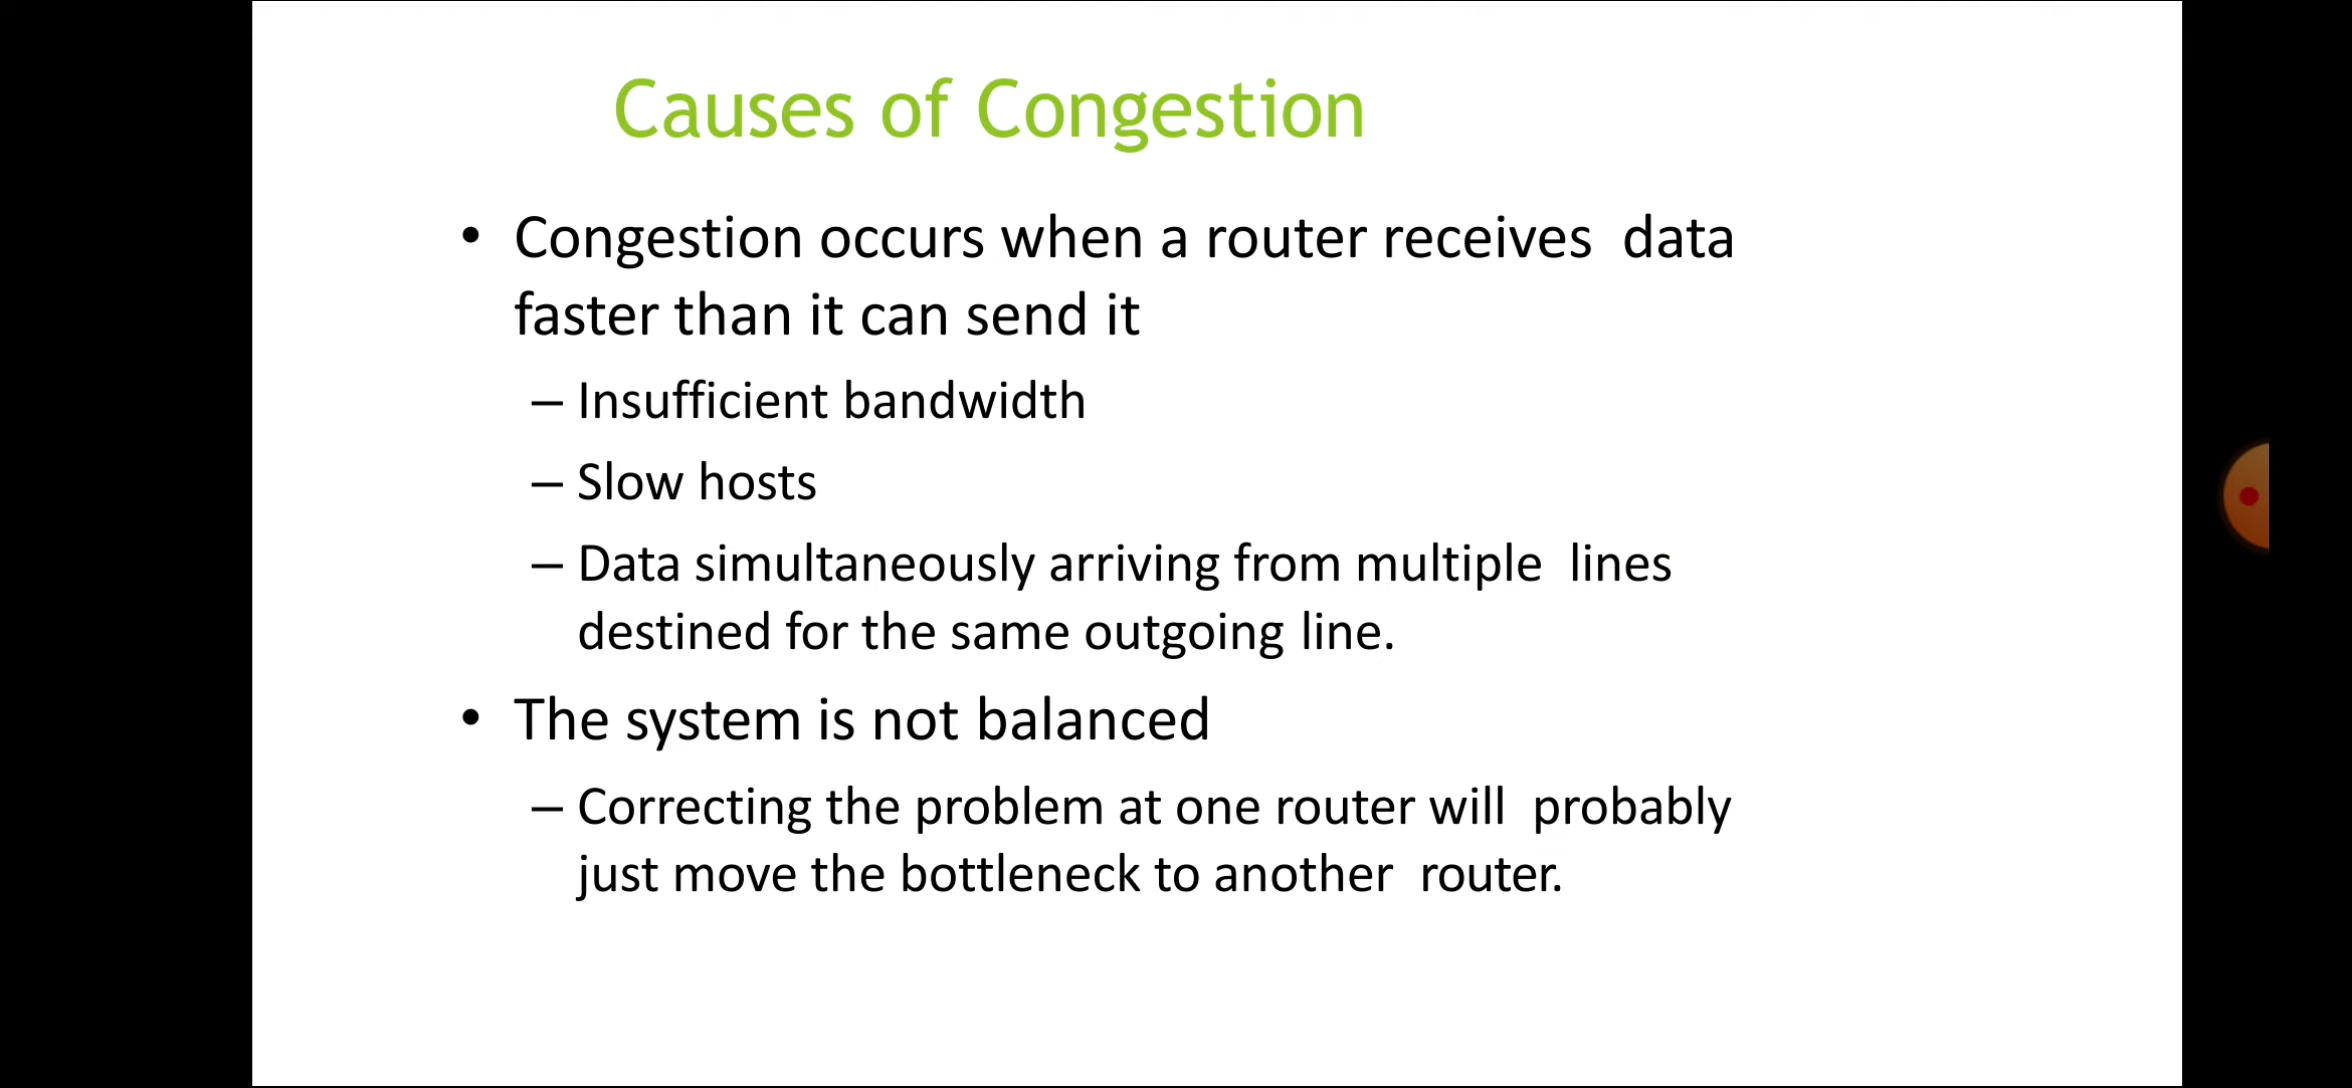 Causes of Congestion
• Congestion occurs when a router receives data
faster than it can send it
– Insufficient bandwidth
– Slow hosts
– Data simultaneously arriving from multiple lines
destined for the same outgoing line.
• The system is not balanced
– Correcting the problem at one router will probably
just move the bottleneck to another router.